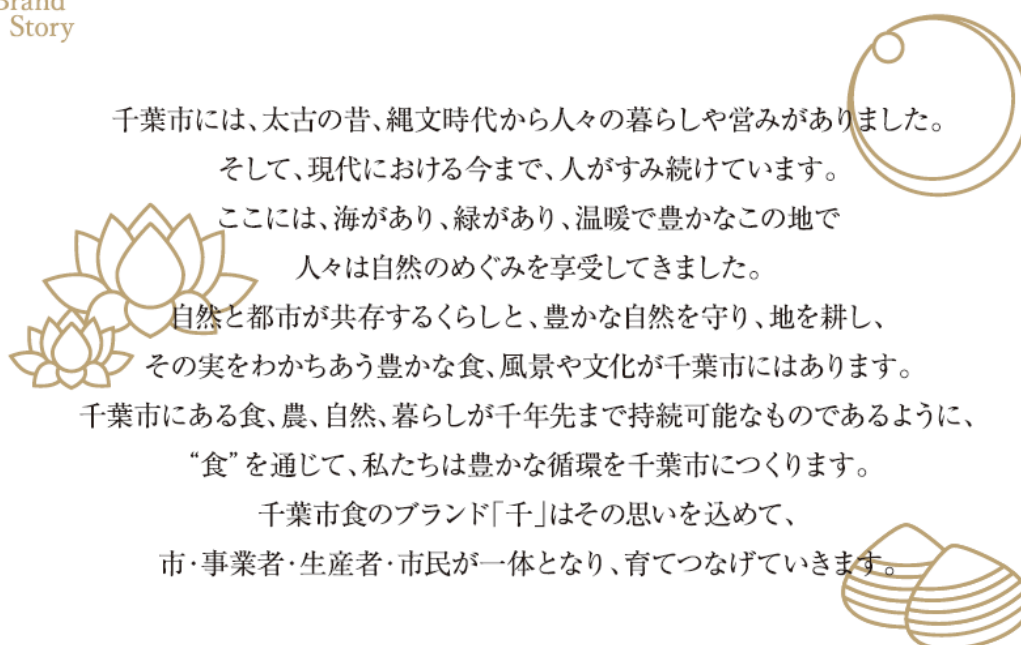 Brand
Story
千葉市には、太古の昔、縄文時代から人々の暮らしや営みがありました。
そして、現代における今まで、人がすみ続けています。
ここには、海があり、緑があり、温暖で豊かなこの地で
人々は自然のめぐみを享受してきました。
自然と都市が共存するくらしと、豊かな自然を守り、地を耕し、
その実をわかちあう豊かな食、風景や文化が千葉市にはあります。
千葉市にある食、農、自然、暮らしが千年先まで持続可能なものであるように、
“食” を通じて、私たちは豊かな循環を千葉市につくります。
千葉市食のブランド「千」はその思いを込めて、
市・事業者・生産者・市民が一体となり、育てつなげていきます。